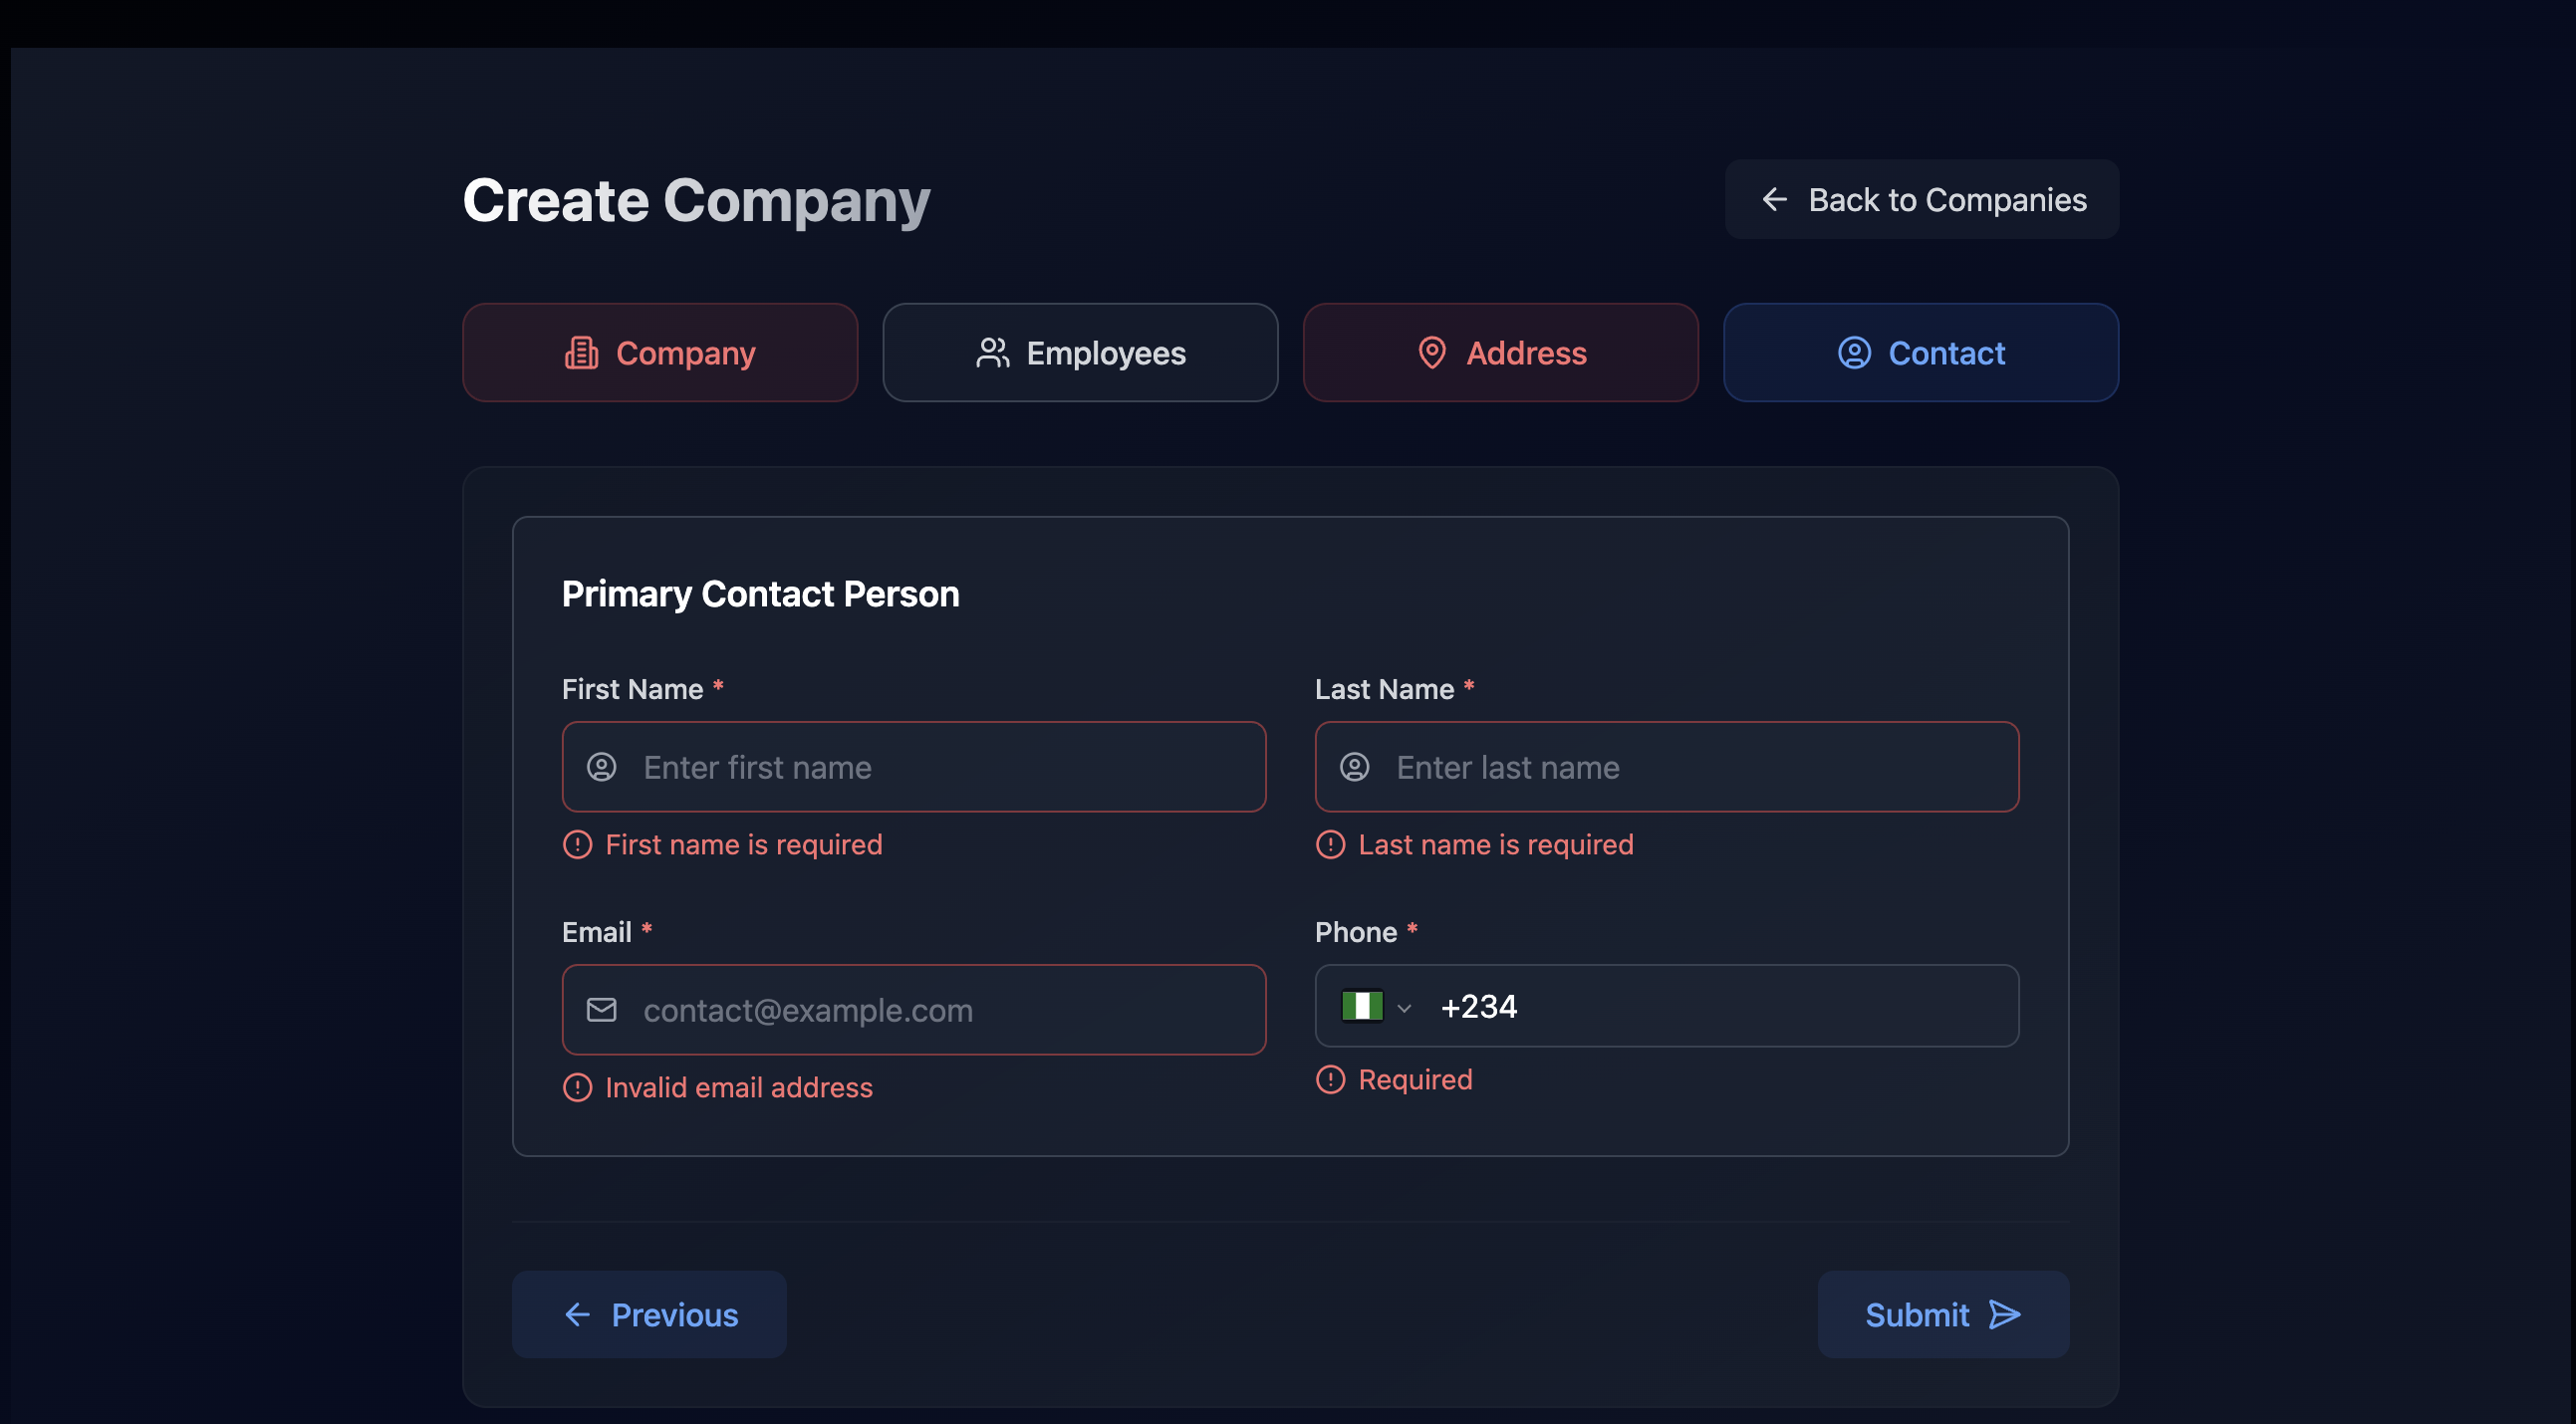 Create Company
Back to Companies
Company
Employees
Address
Contact
Primary Contact Person
First Name *
Last Name *
Enter first name
Enter last name
First name is required
Last name is required
Email *
Phone *
contact@example.com
+234
Invalid email address
Required
Previous
Submit